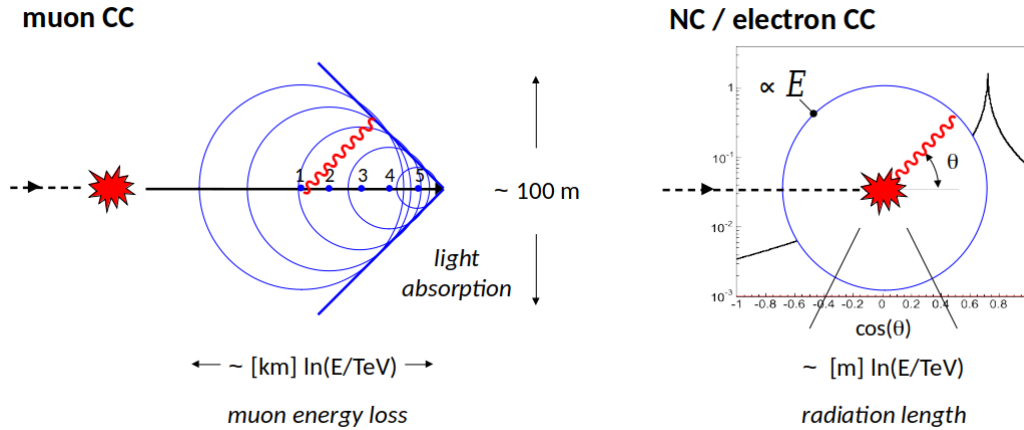 muon CC
NC / electron CC
∝ E
1
10⁻¹
θ
1 2 3 4 5
~ 100 m
10⁻²
light
absorption
10⁻³
-1 -0.8 -0.6 -0.4 -0.2 0 0.2 0.4 0.6 0.8
cos(θ)
~ [km] ln(E/TeV)
~ [m] ln(E/TeV)
muon energy loss
radiation length